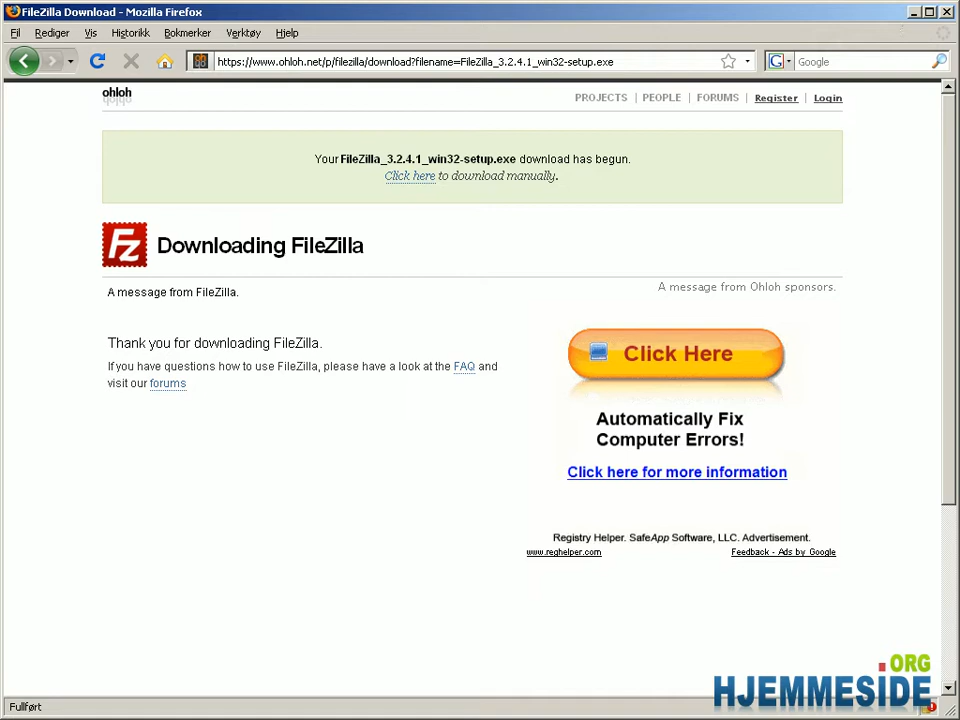 FileZilla Download - Mozilla Firefox
Fil Rediger Vis Historikk Bokmerker Verktøy Hjelp
https://www.ohloh.net/p/filezilla/download?filename=FileZilla_3.2.4.1_win32-setup.exe
G Google
ohloh
PROJECTS | PEOPLE | FORUMS | Register | Login
Your FileZilla_3.2.4.1_win32-setup.exe download has begun.
Click here to download manually.
Fz Downloading FileZilla
A message from FileZilla.
A message from Ohloh sponsors.
Thank you for downloading FileZilla.
If you have questions how to use FileZilla, please have a look at the FAQ and
visit our forums
Click Here
Automatically Fix
Computer Errors!
Click here for more information
Registry Helper. SafeApp Software, LLC. Advertisement.
www.reghelper.com
Feedback - Ads by Google
.ORG
HJEMMESIDE
Fullført